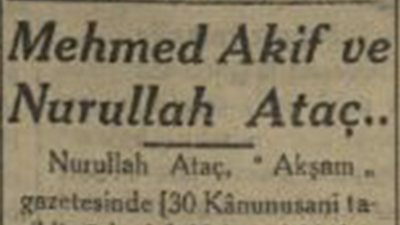 Mehmed Akif ve
Nurullah Ataç..
Nurullah Ataç, " Akşam „
gazetesinde [30 Kânunusani ta-